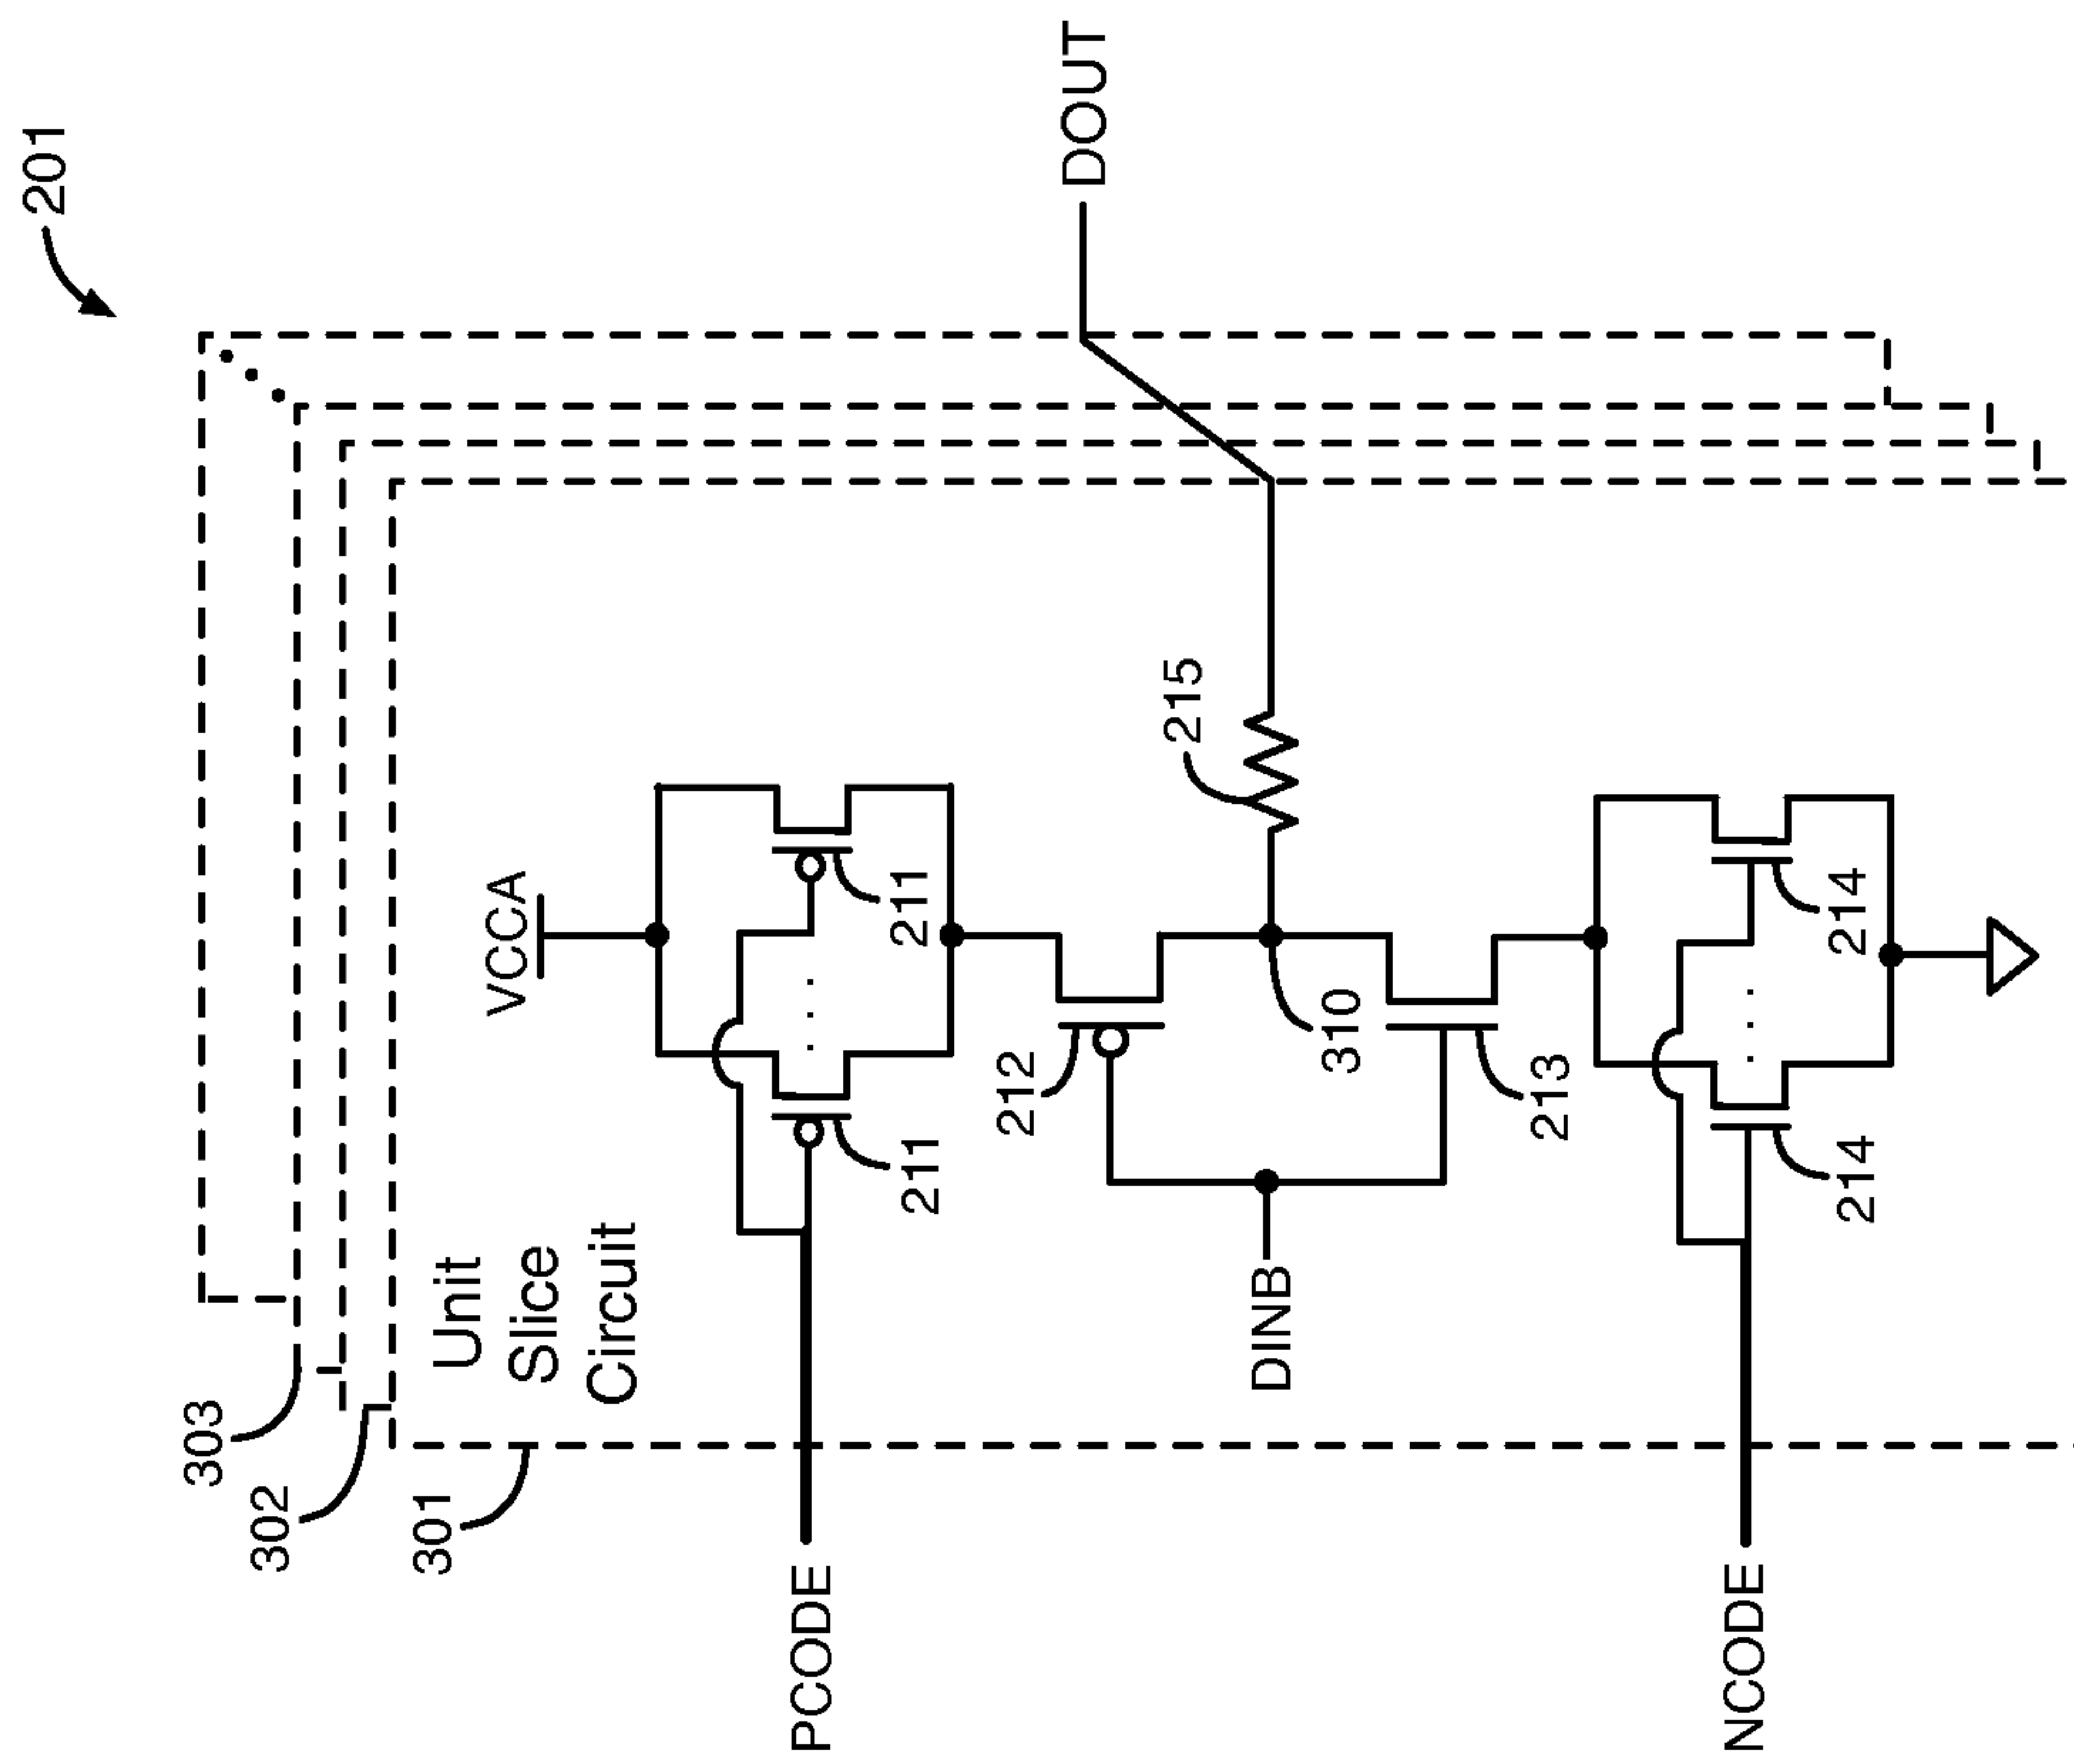 201
303
302
301
Unit
Slice
Circuit
VCCA
PCODE
211
211
212
DINB
310
215
DOUT
213
NCODE
214
214